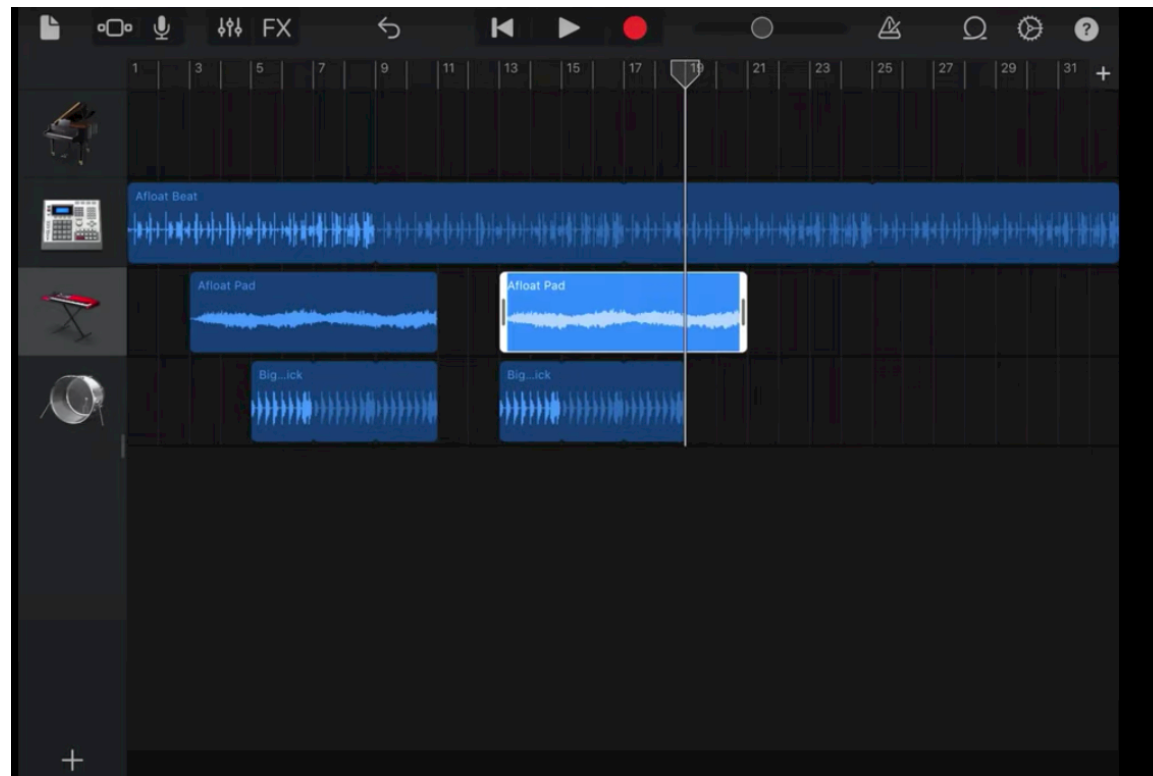 FX
?
1 3 5 7 9 11 13 15 17 19 21 23 25 27 29 31 +
Afloat Beat
Afloat Pad Afloat Pad
Big...ick Big...ick
+